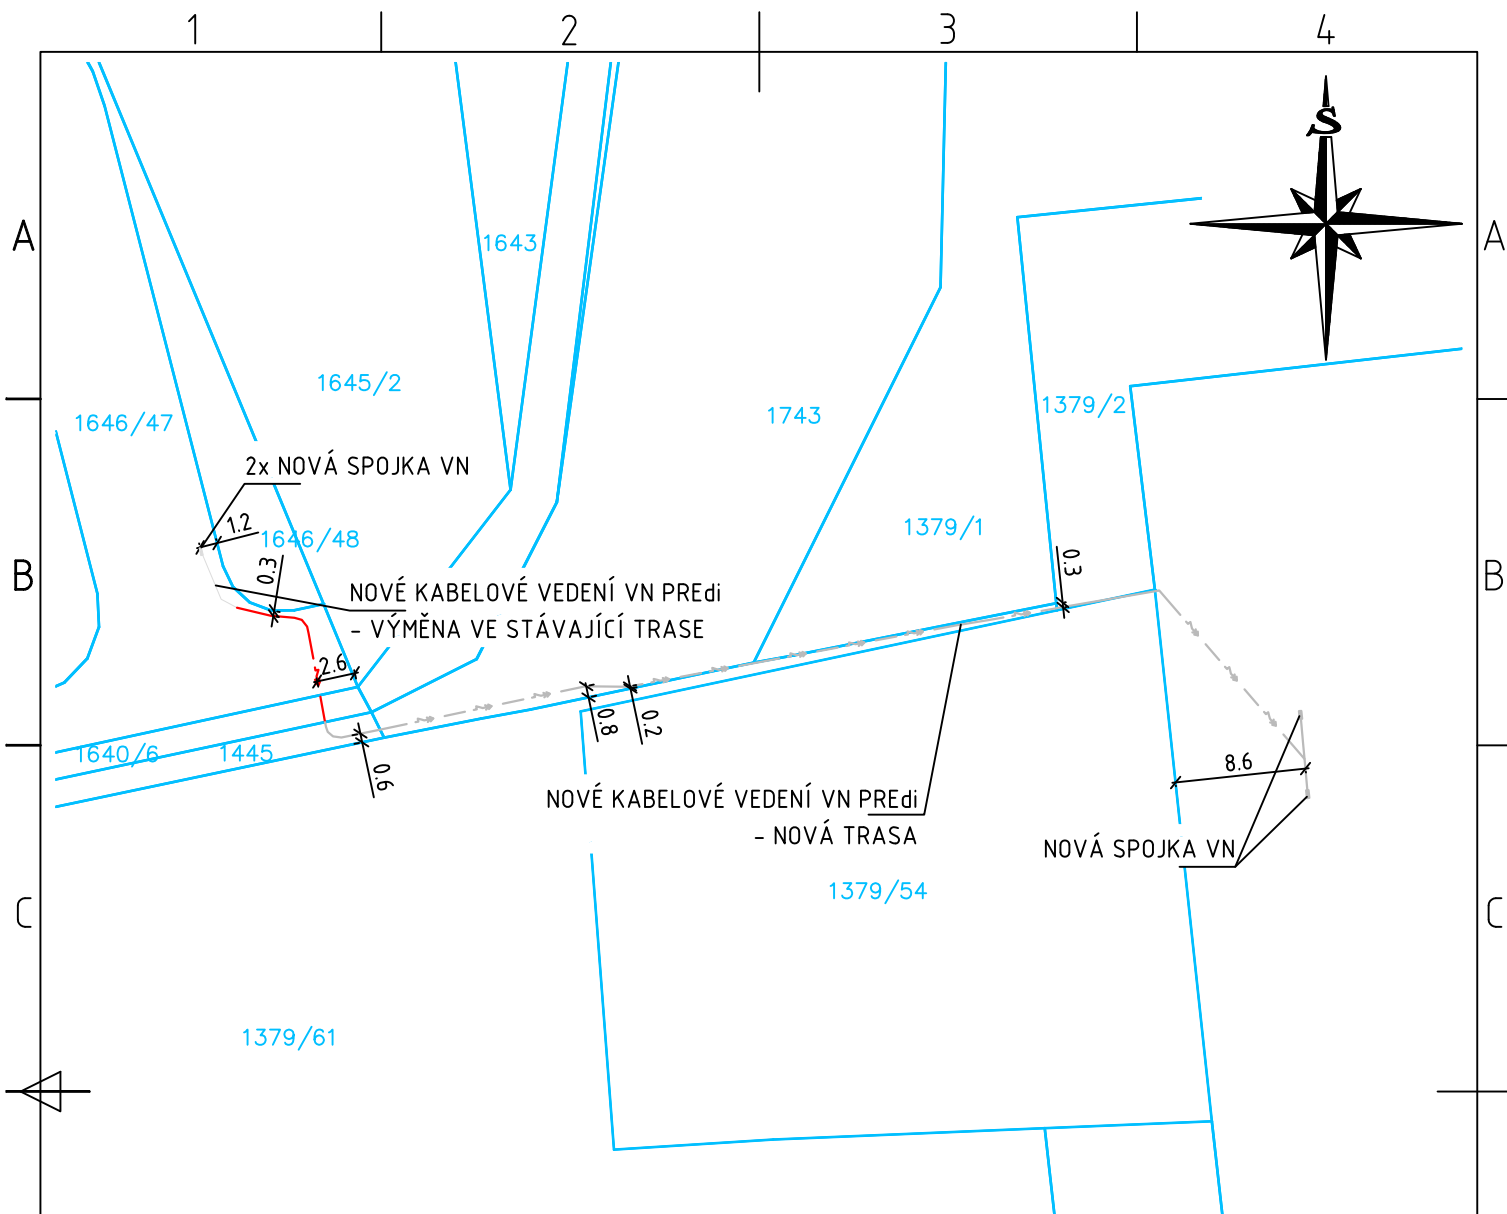 1
2
3
4
S
A
A
1643
1645/2
1646/47
1743
1379/2
2x NOVÁ SPOJKA VN
1.2
1646/48
1379/1
0.3
0.3
B
B
NOVÉ KABELOVÉ VEDENÍ VN PREdi
- VÝMĚNA VE STÁVAJÍCÍ TRASE
2.6
0.8
0.2
1640/6
1445
0.6
8.6
NOVÉ KABELOVÉ VEDENÍ VN PREdi
- NOVÁ TRASA
NOVÁ SPOJKA VN
1379/54
C
C
1379/61